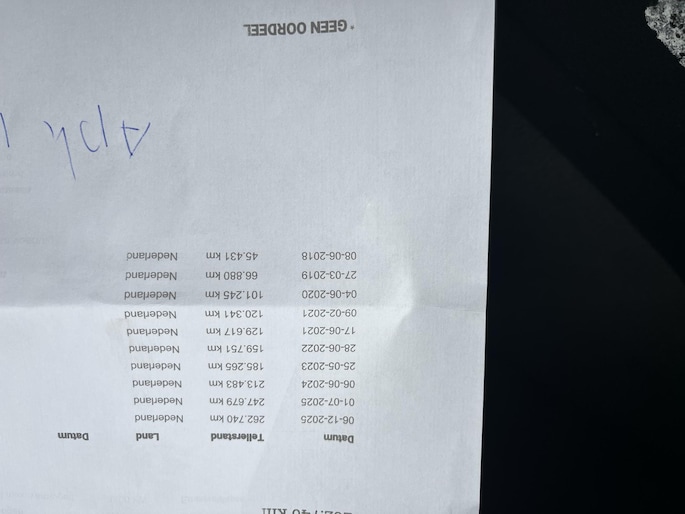 Datum Tellerstand Land Datum
06-12-2025 262.740 km Nederland
01-07-2025 247.679 km Nederland
06-06-2024 213.483 km Nederland
25-05-2023 185.265 km Nederland
28-06-2022 159.751 km Nederland
17-06-2021 129.617 km Nederland
09-02-2021 120.341 km Nederland
04-06-2020 101.245 km Nederland
27-03-2019 66.880 km Nederland
08-06-2018 45.431 km Nederland
Apk
* GEEN OORDEEL